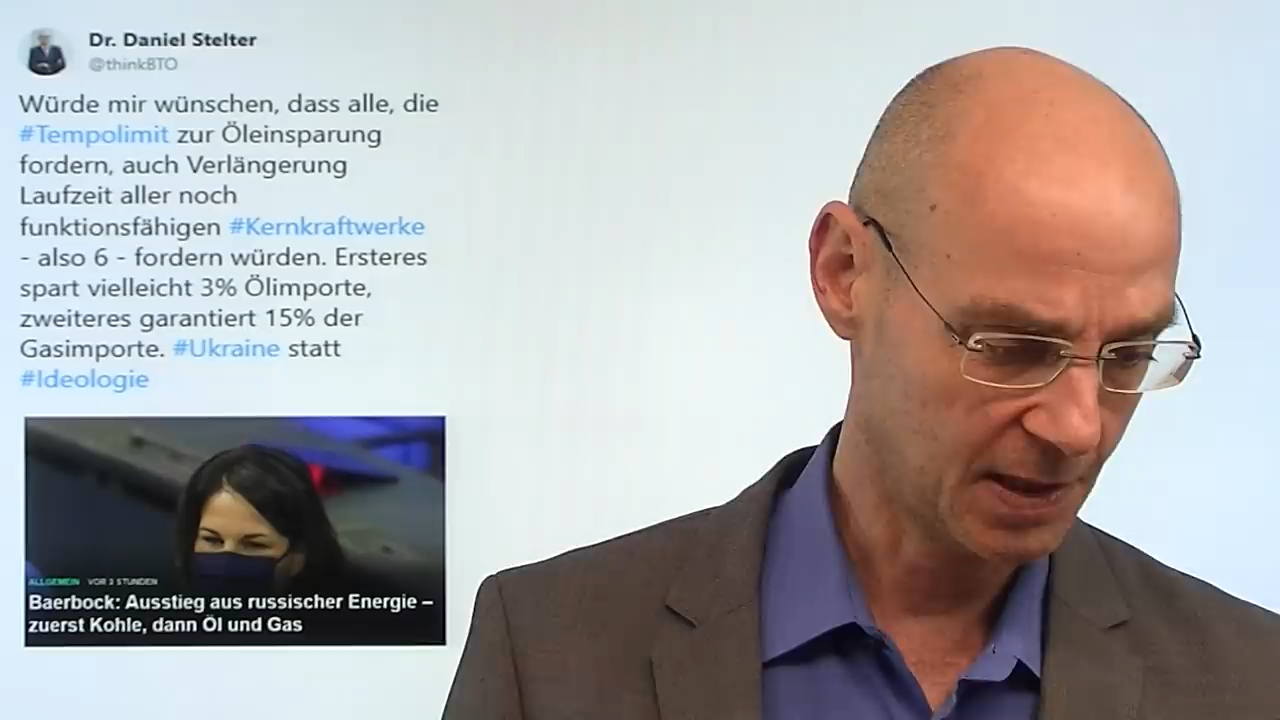 Dr. Daniel Stelter
@thinkBTO
Würde mir wünschen, dass alle, die
#Tempolimit zur Öleinsparung
fordern, auch Verlängerung
Laufzeit aller noch
funktionsfähigen #Kernkraftwerke
- also 6 - fordern würden. Ersteres
spart vielleicht 3% Ölimporte,
zweiteres garantiert 15% der
Gasimporte. #Ukraine statt
#Ideologie
ALLGEMEIN VOR 3 STUNDEN
Baerbock: Ausstieg aus russischer Energie –
zuerst Kohle, dann Öl und Gas